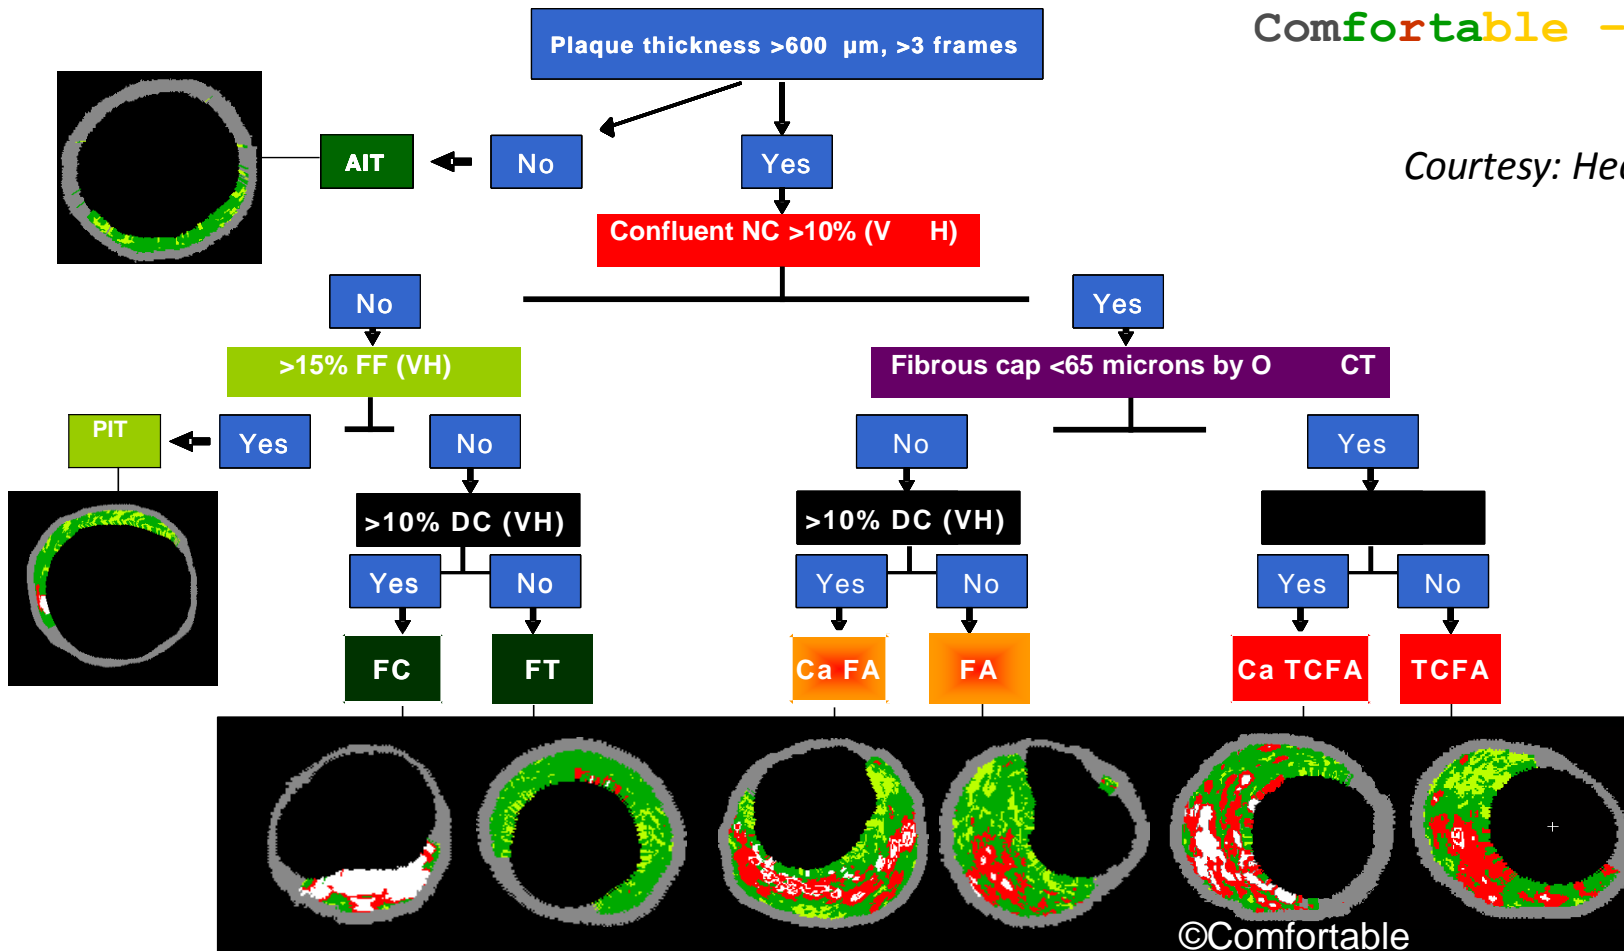 Comfortable –
Plaque thickness >600 µm, >3 frames
Courtesy: Hea
AIT
No
Yes
Confluent NC >10% (V H)
No
Yes
>15% FF (VH)
Fibrous cap <65 microns by O CT
PIT
Yes
No
No
Yes
>10% DC (VH)
>10% DC (VH)
Yes
No
Yes
No
Yes
No
FC
FT
Ca FA
FA
Ca TCFA
TCFA
©Comfortable